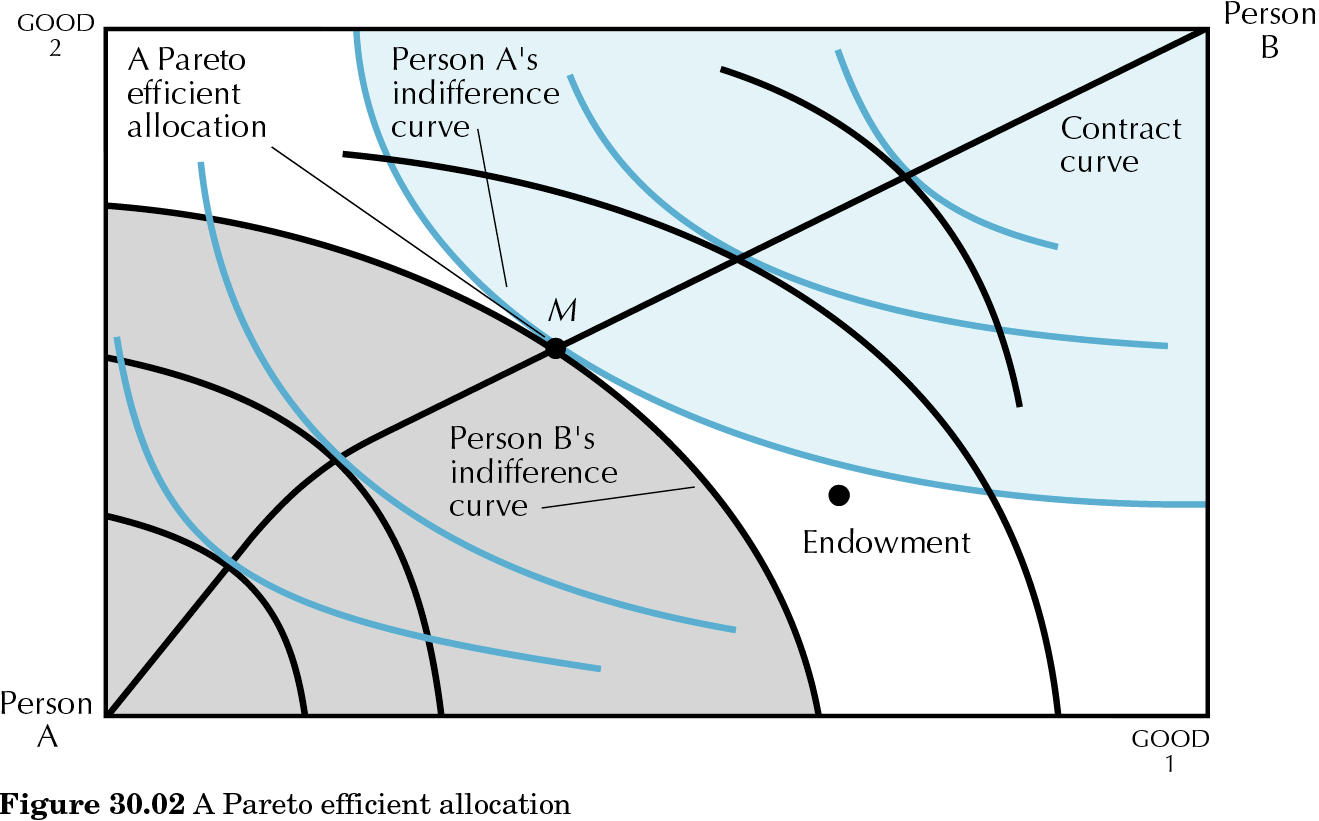 GOOD
2
Person
B
A Pareto
efficient
allocation
Person A's
indifference
curve
Contract
curve
M
Person B's
indifference
curve
Endowment
Person
A
GOOD
1
Figure 30.02 A Pareto efficient allocation